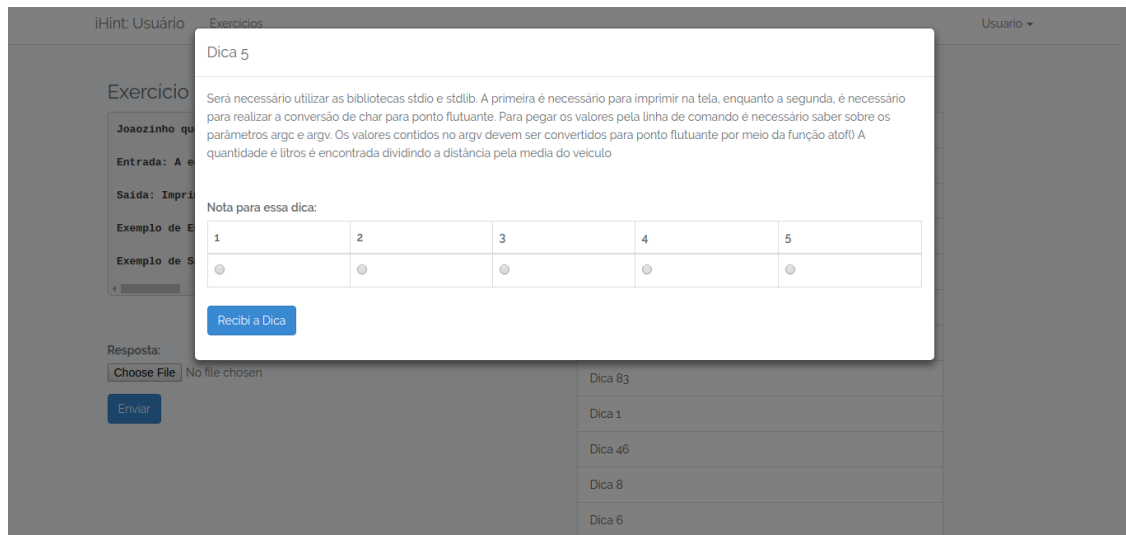 iHint: Usuário Exercícios Usuario
Dica 5
Exercício
Será necessário utilizar as bibliotecas stdio e stdlib. A primeira é necessário para imprimir na tela, enquanto a segunda, é necessário
para realizar a conversão de char para ponto flutuante. Para pegar os valores pela linha de comando é necessário saber sobre os
parâmetros argc e argv. Os valores contidos no argv devem ser convertidos para ponto flutuante por meio da função atof() A
quantidade é litros é encontrada dividindo a distância pela media do veículo
Joaozinho qu
Entrada: A e
Saída: Impri
Exemplo de E
Exemplo de S
Nota para essa dica:
1 2 3 4 5
Recibi a Dica
Resposta:
Choose File No file chosen
Enviar
Dica 83
Dica 1
Dica 46
Dica 8
Dica 6